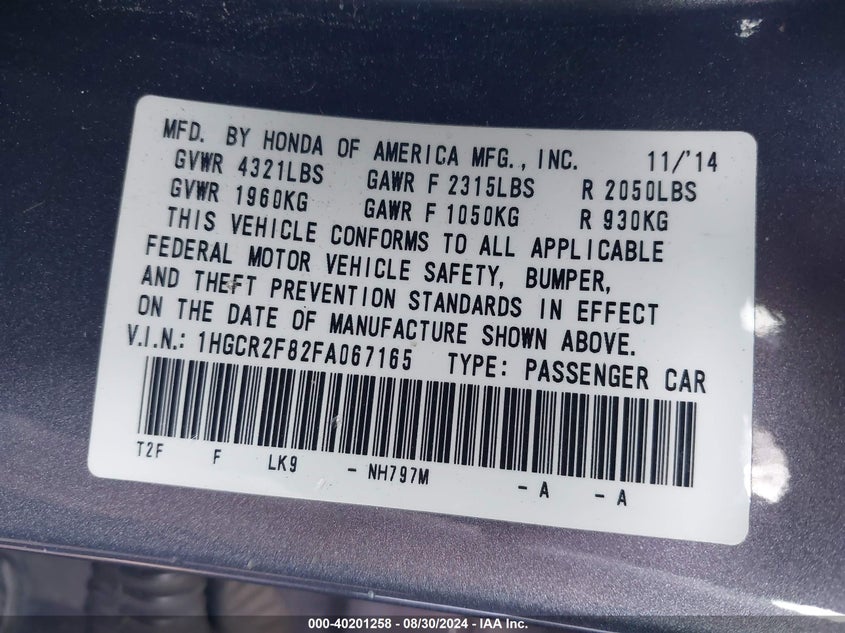 MFD. BY HONDA OF AMERICA MFG., INC. 11/'14
GVWR 4321LBS GAWR F 2315LBS R 2050LBS
GVWR 1960KG GAWR F 1050KG R 930KG
THIS VEHICLE CONFORMS TO ALL APPLICABLE
FEDERAL MOTOR VEHICLE SAFETY, BUMPER,
AND THEFT PREVENTION STANDARDS IN EFFECT
ON THE DATE OF MANUFACTURE SHOWN ABOVE.
V.I.N.: 1HGCR2F82FA067165 TYPE: PASSENGER CAR
T2F F LK9 - NH797M - A - A
000-40201258 - 08/30/2024 - IAA Inc.